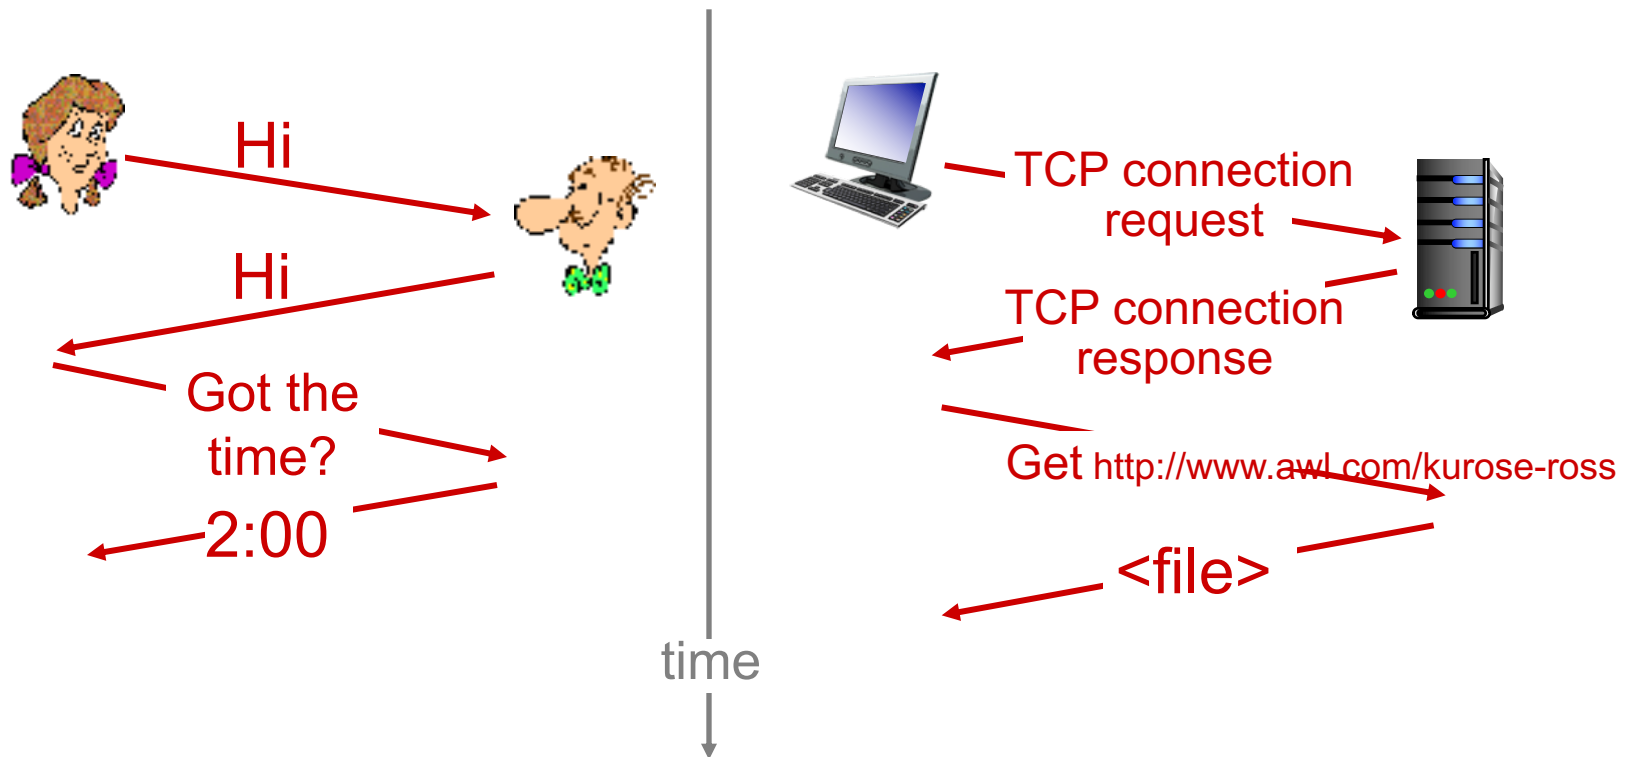 Hi
Hi
Got the
time?
2:00
time
TCP connection
request
TCP connection
response
Get http://www.awl.com/kurose-ross
<file>